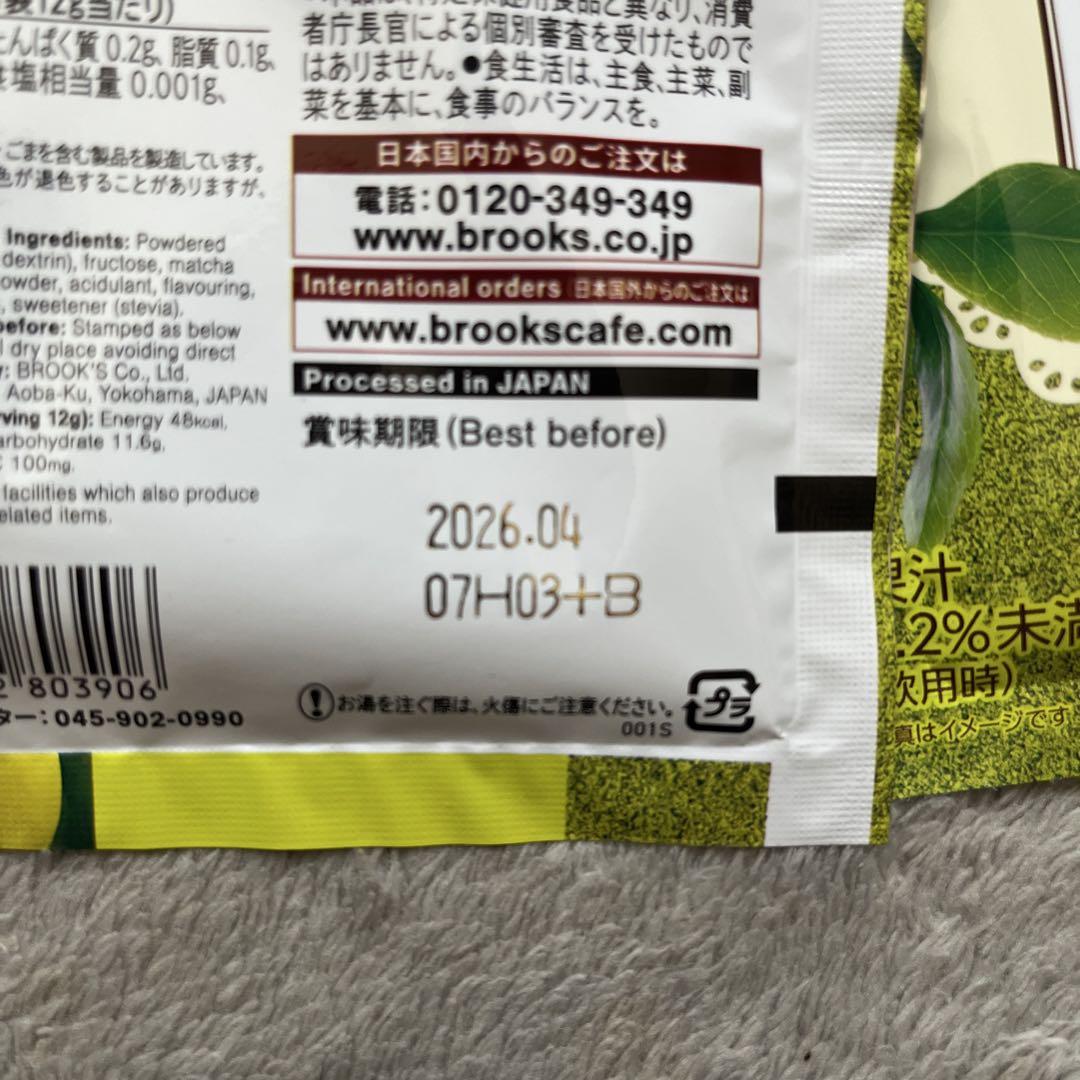 12g当たり)
たんぱく質 0.2g、脂質 0.1g、
塩相当量 0.001g、
ごまを含む製品を製造しています。
色が退色することがありますが、
Ingredients: Powdered
dextrin), fructose, matcha
owder, acidulant, flavouring,
, sweetener (stevia).
before: Stamped as below
l dry place avoiding direct
y: BROOK'S Co., Ltd.
Aoba-Ku, Yokohama, JAPAN
rving 12g): Energy 48kcal,
arbohydrate 11.6g,
C 100mg.
facilities which also produce
elated items.
2 803906
ター：045-902-0990
用食品と異なり、消費
者庁長官による個別審査を受けたもので
はありません。●食生活は、主食、主菜、副
菜を基本に、食事のバランスを。
日本国内からのご注文は
電話：0120-349-349
www.brooks.co.jp
International orders 日本国外からのご注文は
www.brookscafe.com
Processed in JAPAN
賞味期限（Best before）
2026.04
07H03+B
お湯を注ぐ際は、火傷にご注意ください。
001S
プラ
果汁
.2%未満
飲用時）
真はイメージです